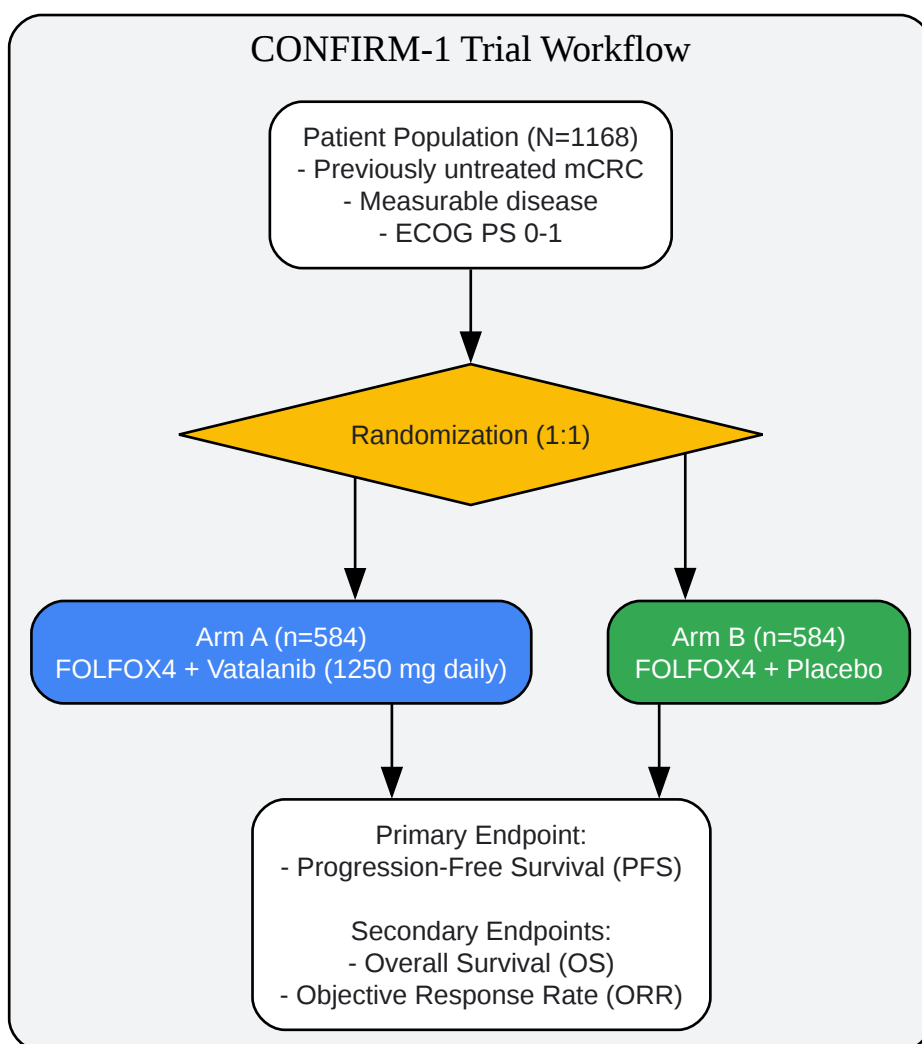 CONFIRM-1 Trial Workflow
Patient Population (N=1168)
- Previously untreated mCRC
- Measurable disease
- ECOG PS 0-1
Randomization (1:1)
Arm A (n=584)
FOLFOX4 + Vatalanib (1250 mg daily)
Arm B (n=584)
FOLFOX4 + Placebo
Primary Endpoint:
- Progression-Free Survival (PFS)
Secondary Endpoints:
- Overall Survival (OS)
- Objective Response Rate (ORR)